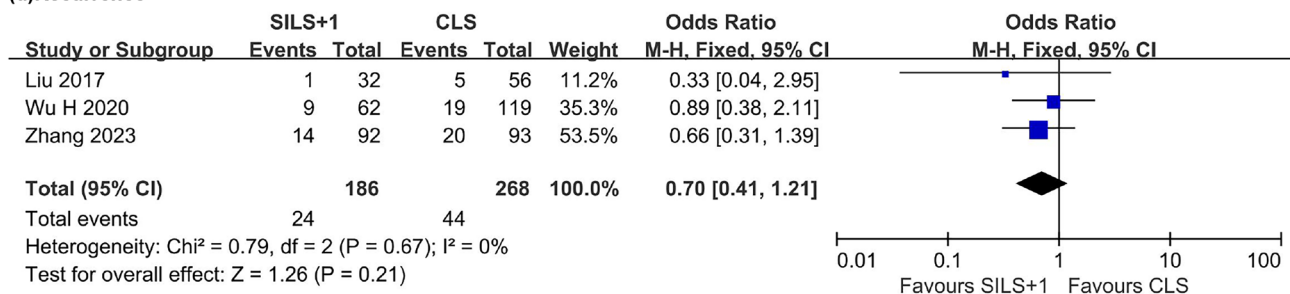 SILS+1 CLS Odds Ratio Odds Ratio
Study or Subgroup Events Total Events Total Weight M-H, Fixed, 95% CI M-H, Fixed, 95% CI
Liu 2017 1 32 5 56 11.2% 0.33 [0.04, 2.95]
Wu H 2020 9 62 19 119 35.3% 0.89 [0.38, 2.11]
Zhang 2023 14 92 20 93 53.5% 0.66 [0.31, 1.39]
Total (95% CI) 186 268 100.0% 0.70 [0.41, 1.21]
Total events 24 44
Heterogeneity: Chi² = 0.79, df = 2 (P = 0.67); I² = 0%
Test for overall effect: Z = 1.26 (P = 0.21)
0.01 0.1 1 10 100
Favours SILS+1 Favours CLS